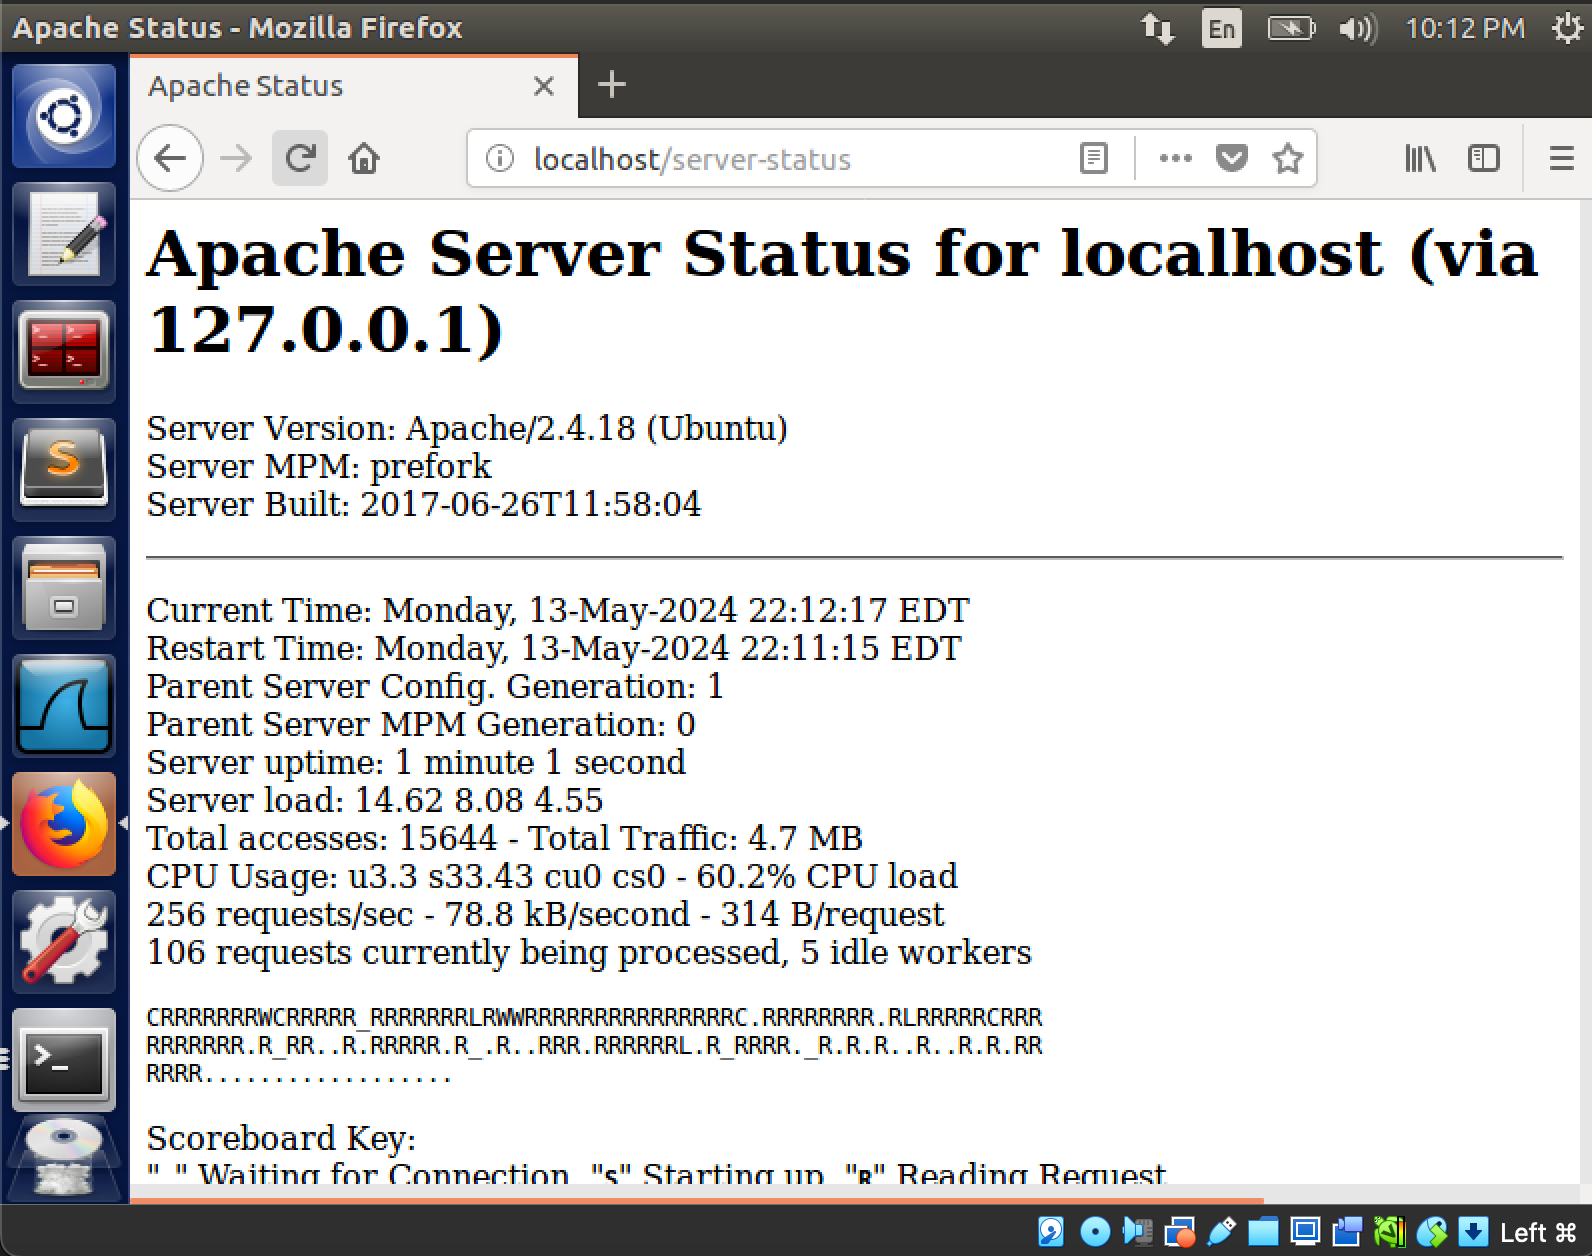 Apache Status - Mozilla Firefox
En
10:12 PM
Apache Status
localhost/server-status
Apache Server Status for localhost (via
127.0.0.1)
Server Version: Apache/2.4.18 (Ubuntu)
Server MPM: prefork
Server Built: 2017-06-26T11:58:04
Current Time: Monday, 13-May-2024 22:12:17 EDT
Restart Time: Monday, 13-May-2024 22:11:15 EDT
Parent Server Config. Generation: 1
Parent Server MPM Generation: 0
Server uptime: 1 minute 1 second
Server load: 14.62 8.08 4.55
Total accesses: 15644 - Total Traffic: 4.7 MB
CPU Usage: u3.3 s33.43 cu0 cs0 - 60.2% CPU load
256 requests/sec - 78.8 kB/second - 314 B/request
106 requests currently being processed, 5 idle workers
CRRRRRRRWCRRRRR_RRRRRRRLRWWRRRRRRRRRRRRRRRC.RRRRRRRR.RLRRRRRCRRR
RRRRRRR.R_RR..R.RRRRR.R_.R..RRR.RRRRRRL.R_RRRR._R.R.R..R..R.R.RR
RRRR..................
Scoreboard Key:
"_" Waiting for Connection, "S" Starting up, "R" Reading Request,
Left ⌘